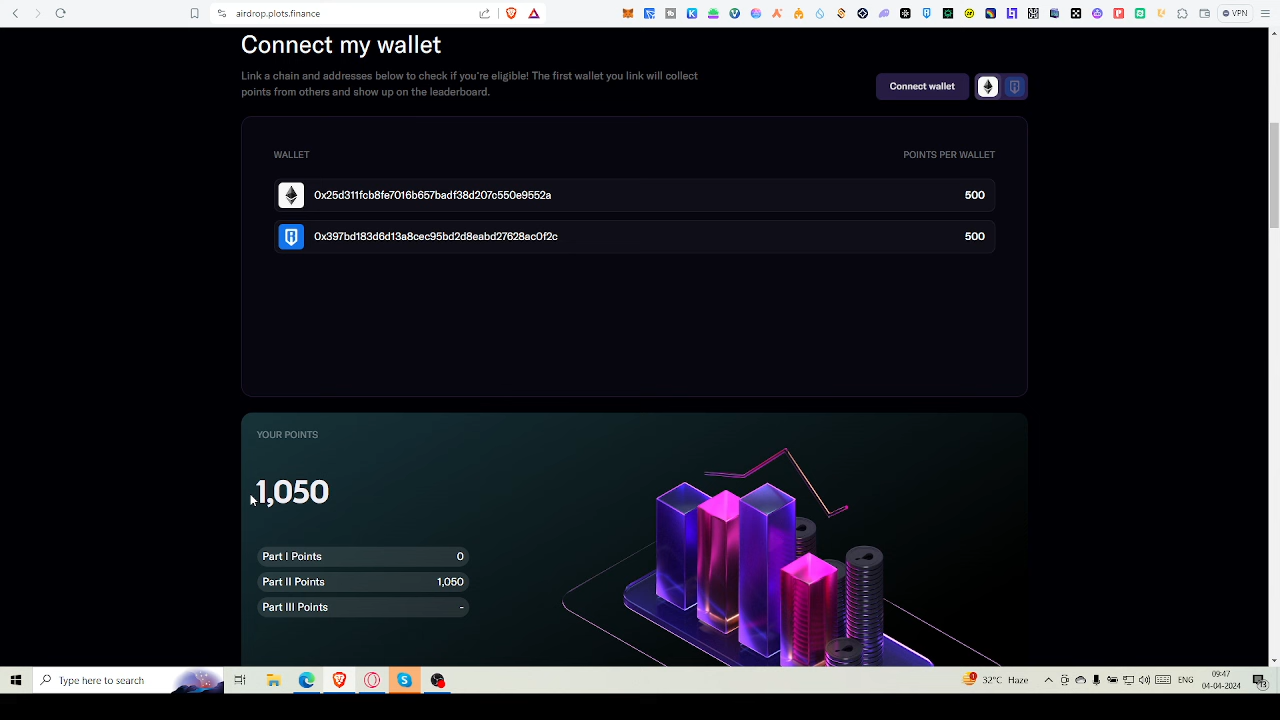 airdrop.plots.finance
VPN
Connect my wallet
Link a chain and addresses below to check if you're eligible! The first wallet you link will collect
points from others and show up on the leaderboard.
Connect wallet
WALLET
POINTS PER WALLET
0x25d311fcb8fe7016b657badf38d207c550e9552a
500
0x397bd183d6d13a8cec95bd2d8eabd27628ac0f2c
500
YOUR POINTS
1,050
Part I Points
0
Part II Points
1,050
Part III Points
-
Type here to search
32°C Haze
ENG
09:47
04-04-2024